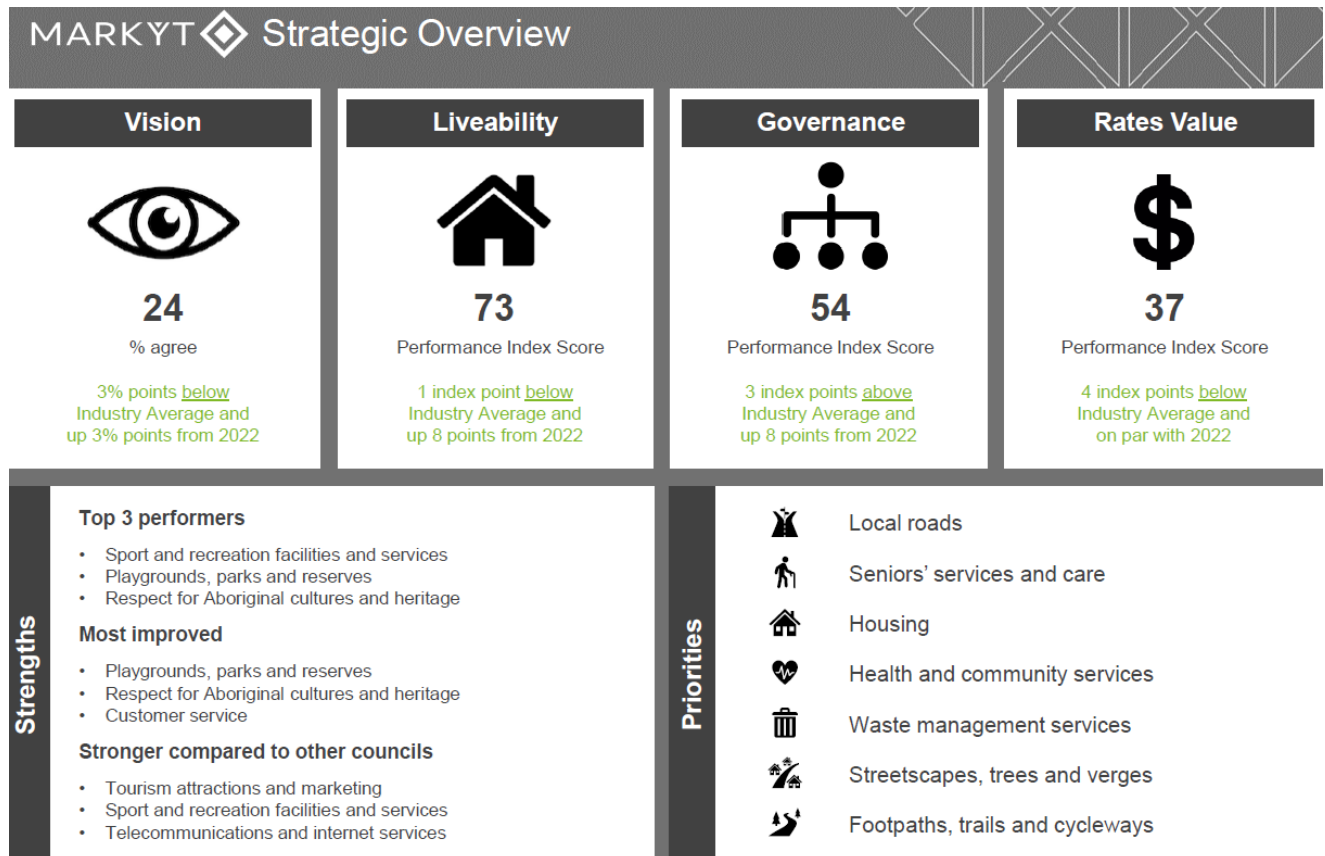 MARKYT Strategic Overview
Vision
24
% agree
3% points below
Industry Average and
up 3% points from 2022
Liveability
73
Performance Index Score
1 index point below
Industry Average and
up 8 points from 2022
Governance
54
Performance Index Score
3 index points above
Industry Average and
up 8 points from 2022
Rates Value
$
37
Performance Index Score
4 index points below
Industry Average and
on par with 2022
Strengths
Top 3 performers
• Sport and recreation facilities and services
• Playgrounds, parks and reserves
• Respect for Aboriginal cultures and heritage
Most improved
• Playgrounds, parks and reserves
• Respect for Aboriginal cultures and heritage
• Customer service
Stronger compared to other councils
• Tourism attractions and marketing
• Sport and recreation facilities and services
• Telecommunications and internet services
Priorities
Local roads
Seniors’ services and care
Housing
Health and community services
Waste management services
Streetscapes, trees and verges
Footpaths, trails and cycleways